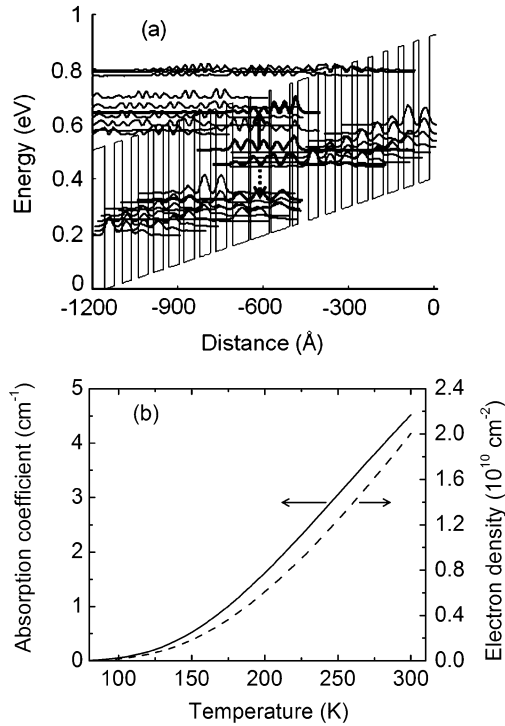 (a)
1
0.8
0.6
0.4
0.2
0
Energy (eV)
-1200 -900 -600 -300 0
Distance (Å)
(b)
5
4
3
2
1
0
Absorption coefficient (cm-1)
2.4
2.0
1.6
1.2
0.8
0.4
0.0
Electron density (10^10 cm-2)
100 150 200 250 300
Temperature (K)